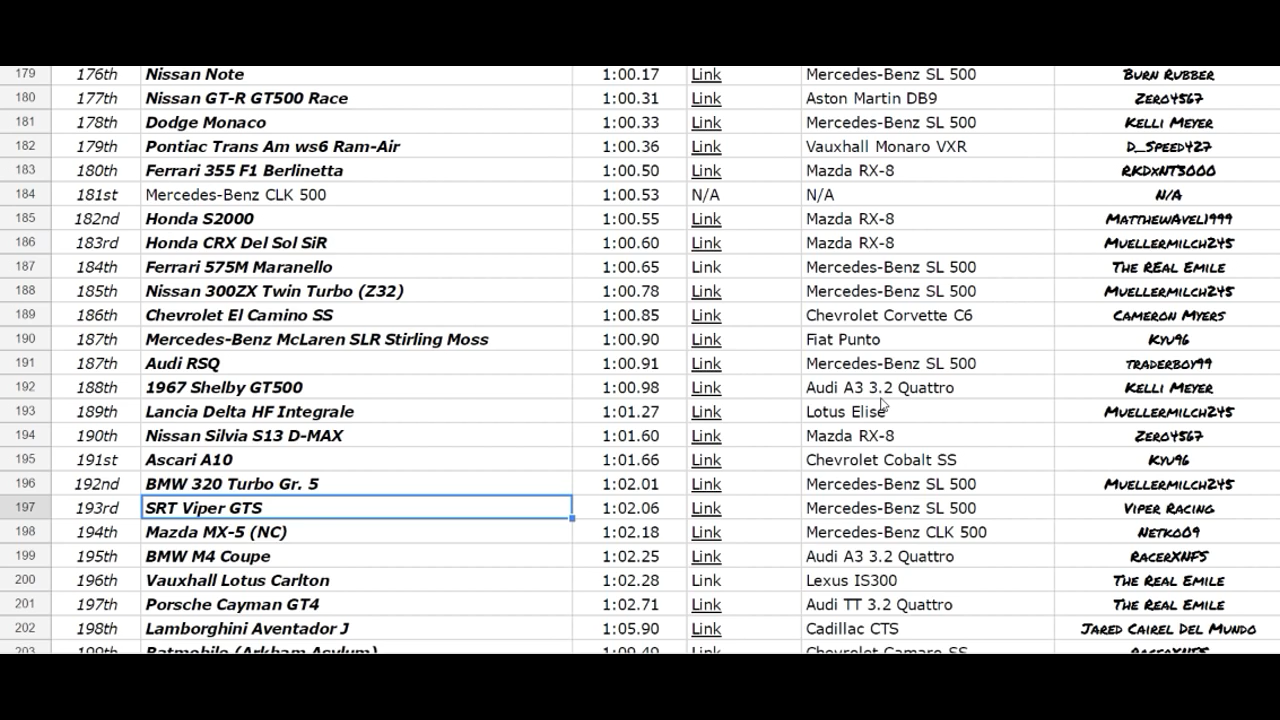 179 176th Nissan Note 1:00.17 Link Mercedes-Benz SL 500 Burn Rubber
180 177th Nissan GT-R GT500 Race 1:00.31 Link Aston Martin DB9 Zero4567
181 178th Dodge Monaco 1:00.33 Link Mercedes-Benz SL 500 Kelli Meyer
182 179th Pontiac Trans Am ws6 Ram-Air 1:00.36 Link Vauxhall Monaro VXR D_Speed427
183 180th Ferrari 355 F1 Berlinetta 1:00.50 Link Mazda RX-8 RKDxNT3000
184 181st Mercedes-Benz CLK 500 1:00.53 N/A N/A N/A
185 182nd Honda S2000 1:00.55 Link Mazda RX-8 MatthewAvel1999
186 183rd Honda CRX Del Sol SiR 1:00.60 Link Mazda RX-8 Muellermilch245
187 184th Ferrari 575M Maranello 1:00.65 Link Mercedes-Benz SL 500 The REal Emile
188 185th Nissan 300ZX Twin Turbo (Z32) 1:00.78 Link Mercedes-Benz SL 500 Muellermilch245
189 186th Chevrolet El Camino SS 1:00.85 Link Chevrolet Corvette C6 Cameron Myers
190 187th Mercedes-Benz McLaren SLR Stirling Moss 1:00.90 Link Fiat Punto Kyu96
191 187th Audi RSQ 1:00.91 Link Mercedes-Benz SL 500 traderboy99
192 188th 1967 Shelby GT500 1:00.98 Link Audi A3 3.2 Quattro Kelli Meyer
193 189th Lancia Delta HF Integrale 1:01.27 Link Lotus Elise Muellermilch245
194 190th Nissan Silvia S13 D-MAX 1:01.60 Link Mazda RX-8 Zero4567
195 191st Ascari A10 1:01.66 Link Chevrolet Cobalt SS Kyu96
196 192nd BMW 320 Turbo Gr. 5 1:02.01 Link Mercedes-Benz SL 500 Muellermilch245
197 193rd SRT Viper GTS 1:02.06 Link Mercedes-Benz SL 500 Viper Racing
198 194th Mazda MX-5 (NC) 1:02.18 Link Mercedes-Benz CLK 500 Netko09
199 195th BMW M4 Coupe 1:02.25 Link Audi A3 3.2 Quattro RacerXNFS
200 196th Vauxhall Lotus Carlton 1:02.28 Link Lexus IS300 The Real Emile
201 197th Porsche Cayman GT4 1:02.71 Link Audi TT 3.2 Quattro The Real Emile
202 198th Lamborghini Aventador J 1:05.90 Link Cadillac CTS Jared Cairel Del Mundo
203 199th Batmobile (Arkham Asylum) Link Chevrolet Camaro SS RacerXNFS